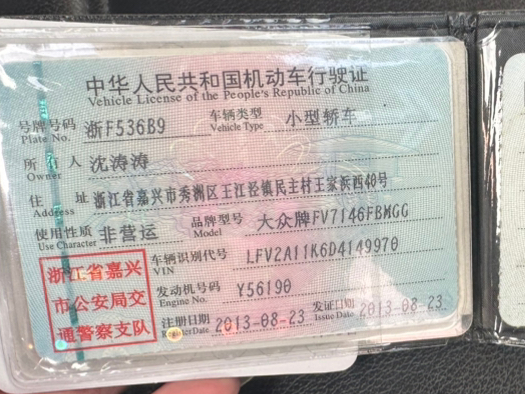 中华人民共和国机动车行驶证
Vehicle License of the People's Republic of China
号牌号码 浙F536B9 车辆类型 小型轿车
Plate No. Vehicle Type
所有人 沈涛涛
Owner
住址 浙江省嘉兴市秀洲区王江泾镇民主村王家浜西40号
Address
使用性质 非营运 品牌型号 大众牌FV7146FBMGG
Use Character Model
浙江省嘉兴
市公安局交
通警察支队
车辆识别代号 LFV2A11K6D4149970
VIN
发动机号码 Y56190
Engine No.
注册日期 2013-08-23 发证日期 2013-08-23
Register Date Issue Date